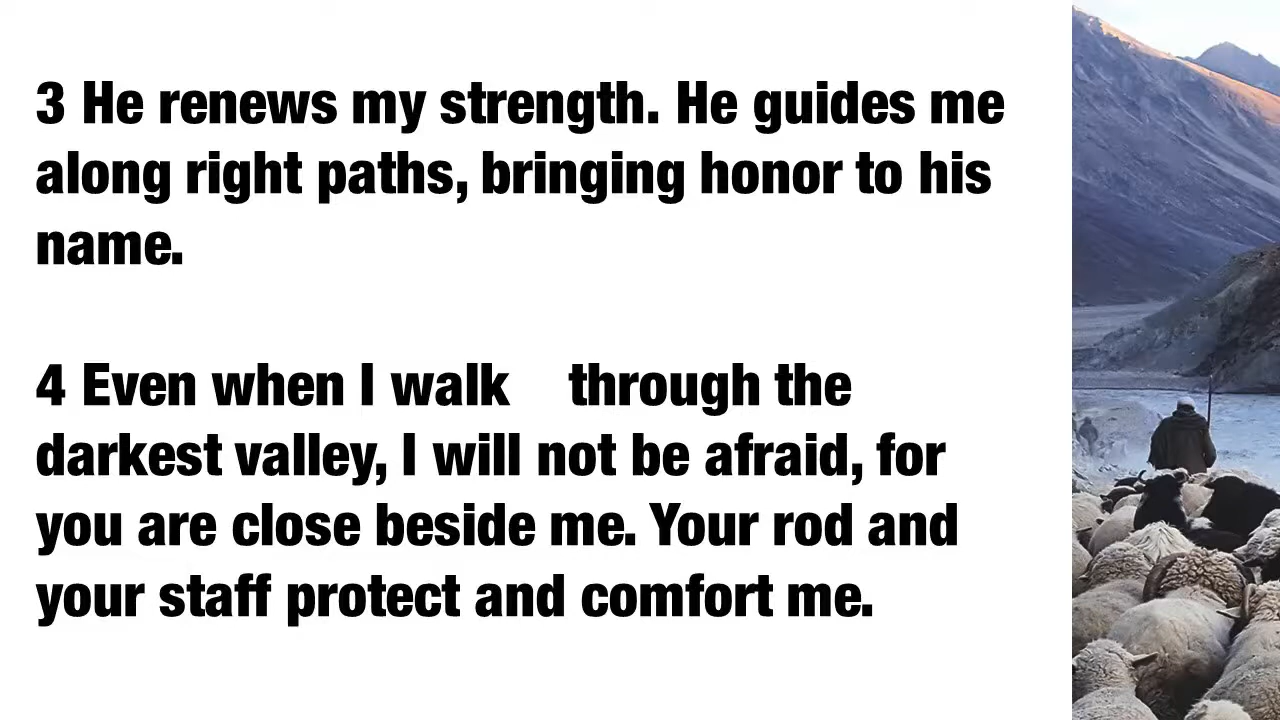 3 He renews my strength. He guides me
along right paths, bringing honor to his
name.
4 Even when I walk    through the
darkest valley, I will not be afraid, for
you are close beside me. Your rod and
your staff protect and comfort me.